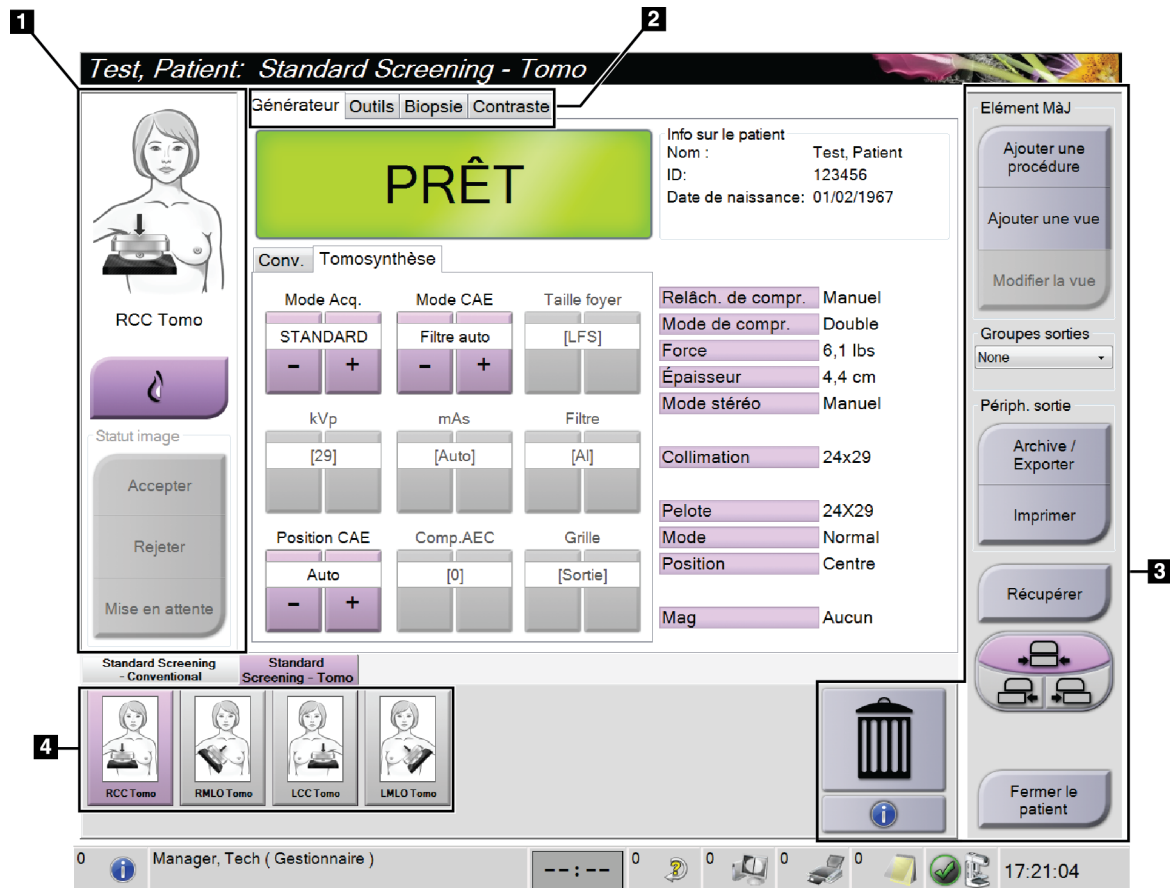 1
2
Test, Patient: Standard Screening - Tomo
Générateur Outils Biopsie Contraste
PRÊT
Info sur le patient
Nom : Test, Patient
ID: 123456
Date de naissance: 01/02/1967
RCC Tomo
Statut image
Accepter
Rejeter
Mise en attente
Conv. Tomosynthèse
Mode Acq. Mode CAE Taille foyer
STANDARD Filtre auto [LFS]
- + - +
kVp mAs Filtre
[29] [Auto] [Al]
Position CAE Comp.AEC Grille
Auto [0] [Sortie]
- +
Relâch. de compr. Manuel
Mode de compr. Double
Force 6,1 lbs
Épaisseur 4,4 cm
Mode stéréo Manuel
Collimation 24x29
Pelote 24X29
Mode Normal
Position Centre
Mag Aucun
Elément MàJ
Ajouter une
procédure
Ajouter une vue
Modifier la vue
Groupes sorties
None
Périph. sortie
Archive /
Exporter
Imprimer
3
Récupérer
Fermer le
patient
Standard Screening
- Conventional
Standard
Screening - Tomo
4
RCC Tomo
RMLO Tomo
LCC Tomo
LMLO Tomo
0 Manager, Tech ( Gestionnaire ) --:-- 0 0 0 0 17:21:04